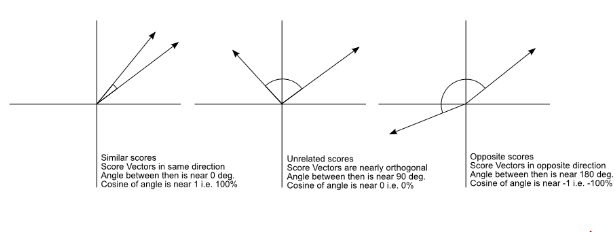 Similar scores
Score Vectors in same direction
Angle between then is near 0 deg.
Cosine of angle is near 1 i.e. 100%
Unrelated scores
Score Vectors are nearly orthogonal
Angle between then is near 90 deg.
Cosine of angle is near 0 i.e. 0%
Opposite scores
Score Vectors in opposite direction
Angle between then is near 180 deg.
Cosine of angle is near -1 i.e. -100%